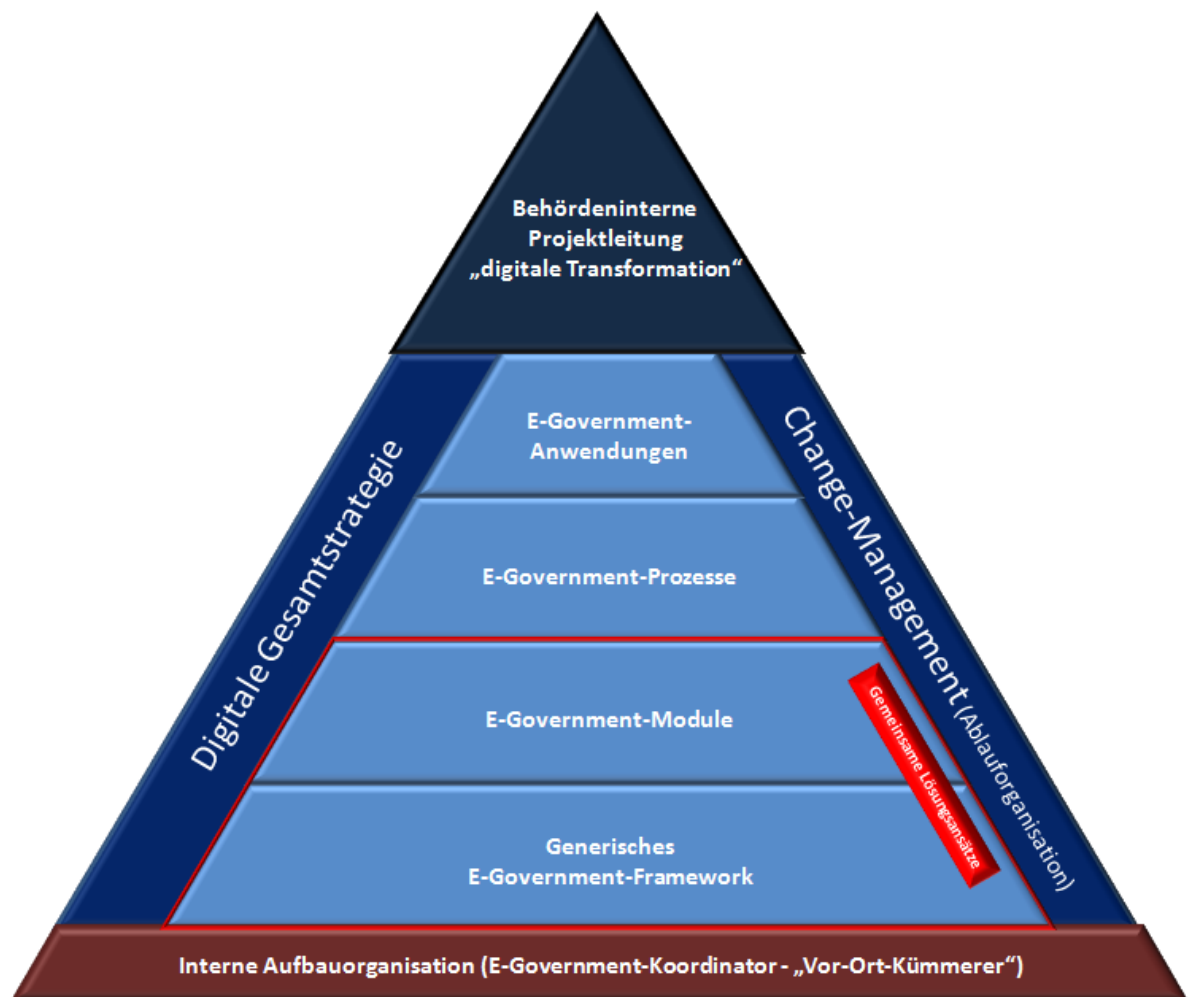 Behördeninterne
Projektleitung
„digitale Transformation“
Digitale Gesamtstrategie
E-Government-
Anwendungen
E-Government-Prozesse
E-Government-Module
Generisches
E-Government-Framework
Change-Management (Ablauforganisation)
Gemeinsame Lösungsansätze
Interne Aufbauorganisation (E-Government-Koordinator - „Vor-Ort-Kümmerer“)